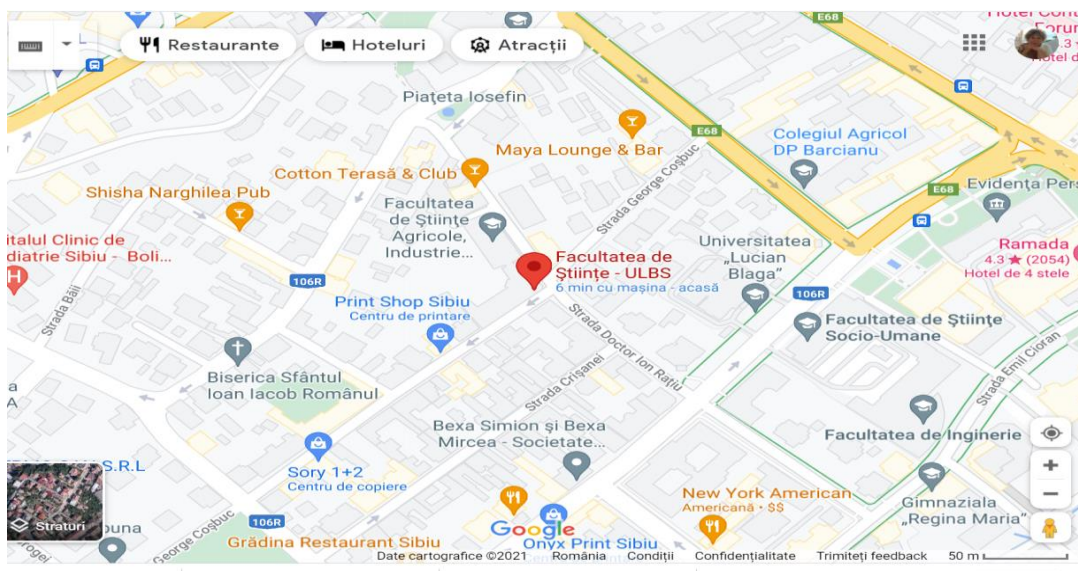 E68
Restaurante
Hoteluri
Atracții
Piațeta Iosefin
E68
Maya Lounge & Bar
Colegiul Agricol
DP Barcianu
Cotton Terasă & Club
Shisha Narghilea Pub
Strada George Coșbuc
E68
Evidența Pers
Facultatea
de Științe
Agricole,
Industrie...
italul Clinic de
diatrie Sibiu - Boli...
H
Universitatea
„Lucian
Blaga”
Ramada
4.3 ★ (2054)
Hotel de 4 stele
Facultatea de
Științe - ULBS
6 min cu mașina - acasă
106R
106R
Strada Băii
Print Shop Sibiu
Centru de printare
Strada Doctor Ion Rațiu
Facultatea de Științe
Socio-Umane
Strada Emil Cioran
Strada Crișanei
Biserica Sfântul
Ioan Iacob Românul
a
A
Bexa Simion și Bexa
Mircea - Societate...
Facultatea de Inginerie
S.R.L
Sory 1+2
Centru de copiere
New York American
Americană • $$
Gimnaziala
„Regina Maria”
Straturi
una
106R
George Coșbuc
Grădina Restaurant Sibiu
Google
Onyx Print Sibiu
Date cartografice ©2021 România Condiții Confidențialitate Trimiteți feedback 50 m